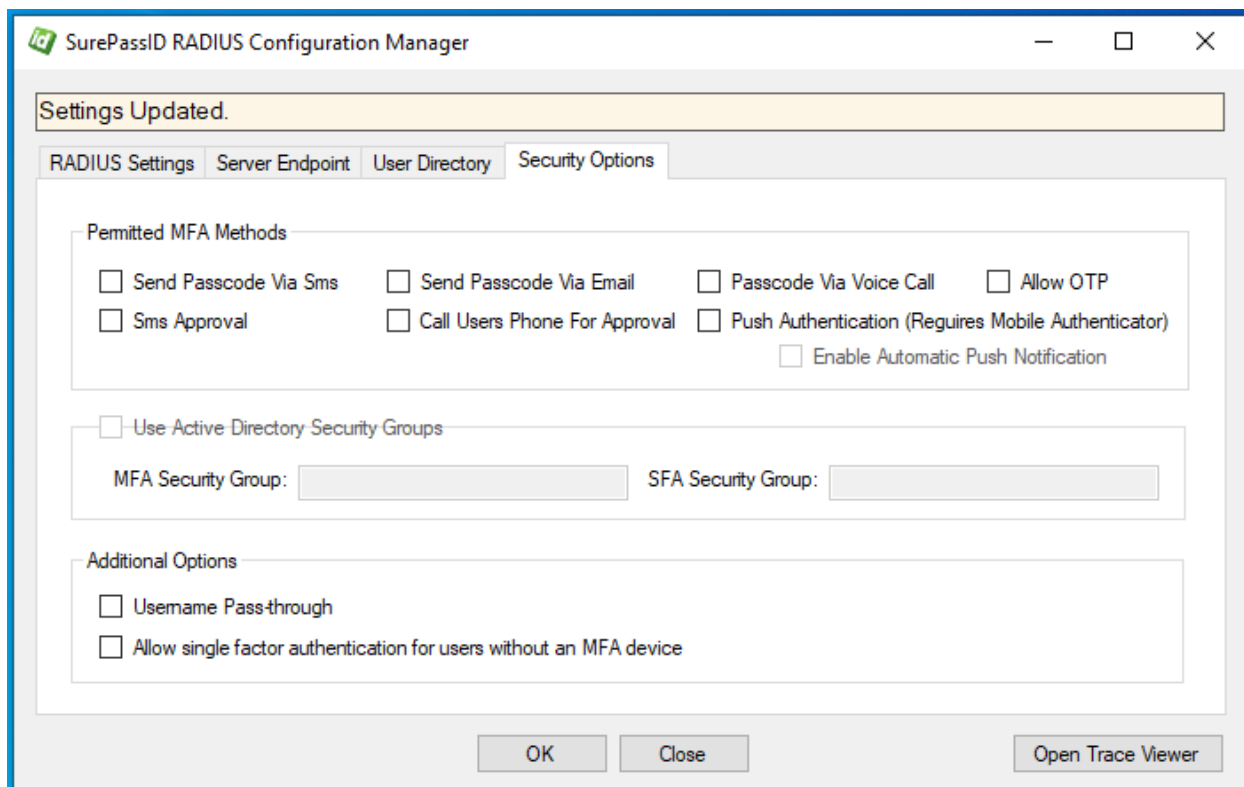 id SurePassID RADIUS Configuration Manager
Settings Updated.
RADIUS Settings Server Endpoint User Directory Security Options
Permitted MFA Methods
Send Passcode Via Sms Send Passcode Via Email Passcode Via Voice Call Allow OTP
Sms Approval Call Users Phone For Approval Push Authentication (Requires Mobile Authenticator)
Enable Automatic Push Notification
Use Active Directory Security Groups
MFA Security Group: SFA Security Group:
Additional Options
Username Pass-through
Allow single factor authentication for users without an MFA device
OK Close Open Trace Viewer